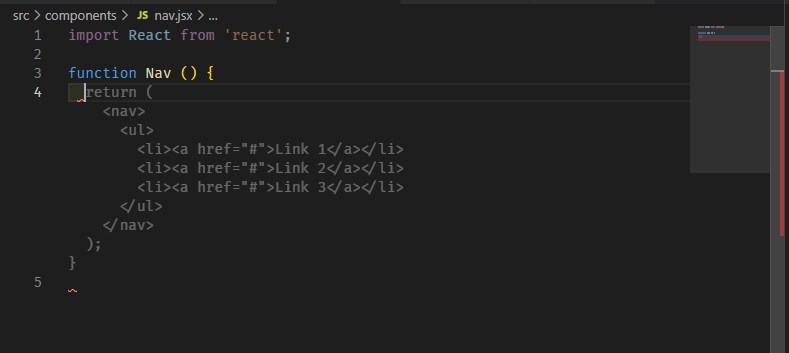 src > components > JS nav.jsx > ...
1 import React from 'react';
2
3 function Nav () {
4 return (
<nav>
<ul>
<li><a href="#">Link 1</a></li>
<li><a href="#">Link 2</a></li>
<li><a href="#">Link 3</a></li>
</ul>
</nav>
);
}
5